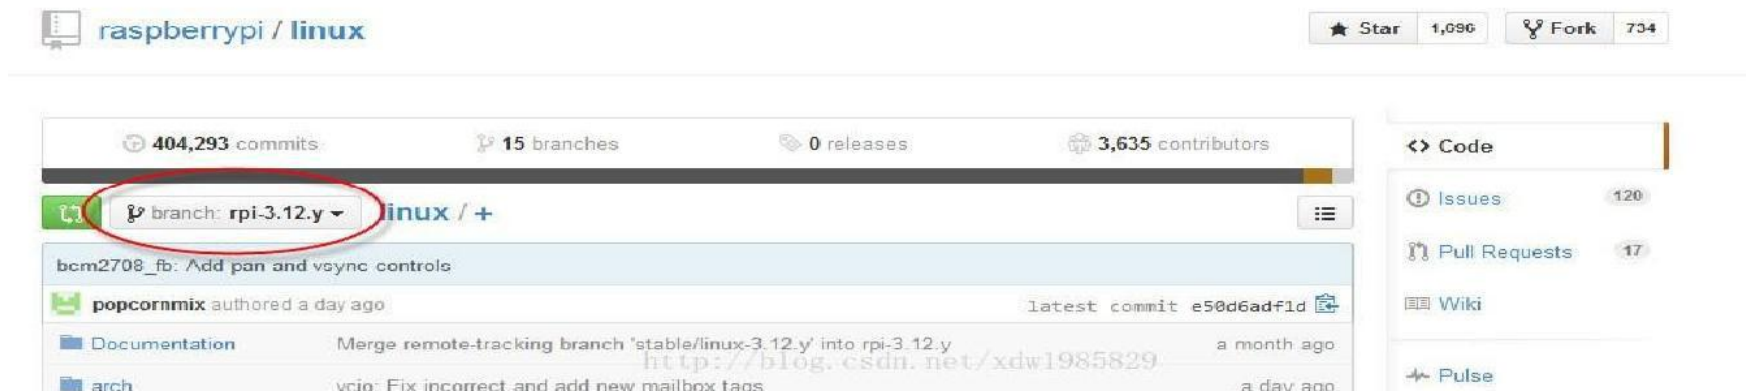 raspberrypi / linux
Star 1,696 Fork 734
404,293 commits 15 branches 0 releases 3,635 contributors
<> Code
branch: rpi-3.12.y linux / +
Issues 120
bcm2708_fb: Add pan and vsync controls
Pull Requests 17
popcornmix authored a day ago latest commit e50d6adf1d
Wiki
Documentation Merge remote-tracking branch 'stable/linux-3.12.y' into rpi-3.12.y a month ago
http://blog.csdn.net/xdw1985829
Pulse
arch vcio: Fix incorrect and add new mailbox tags a day ago